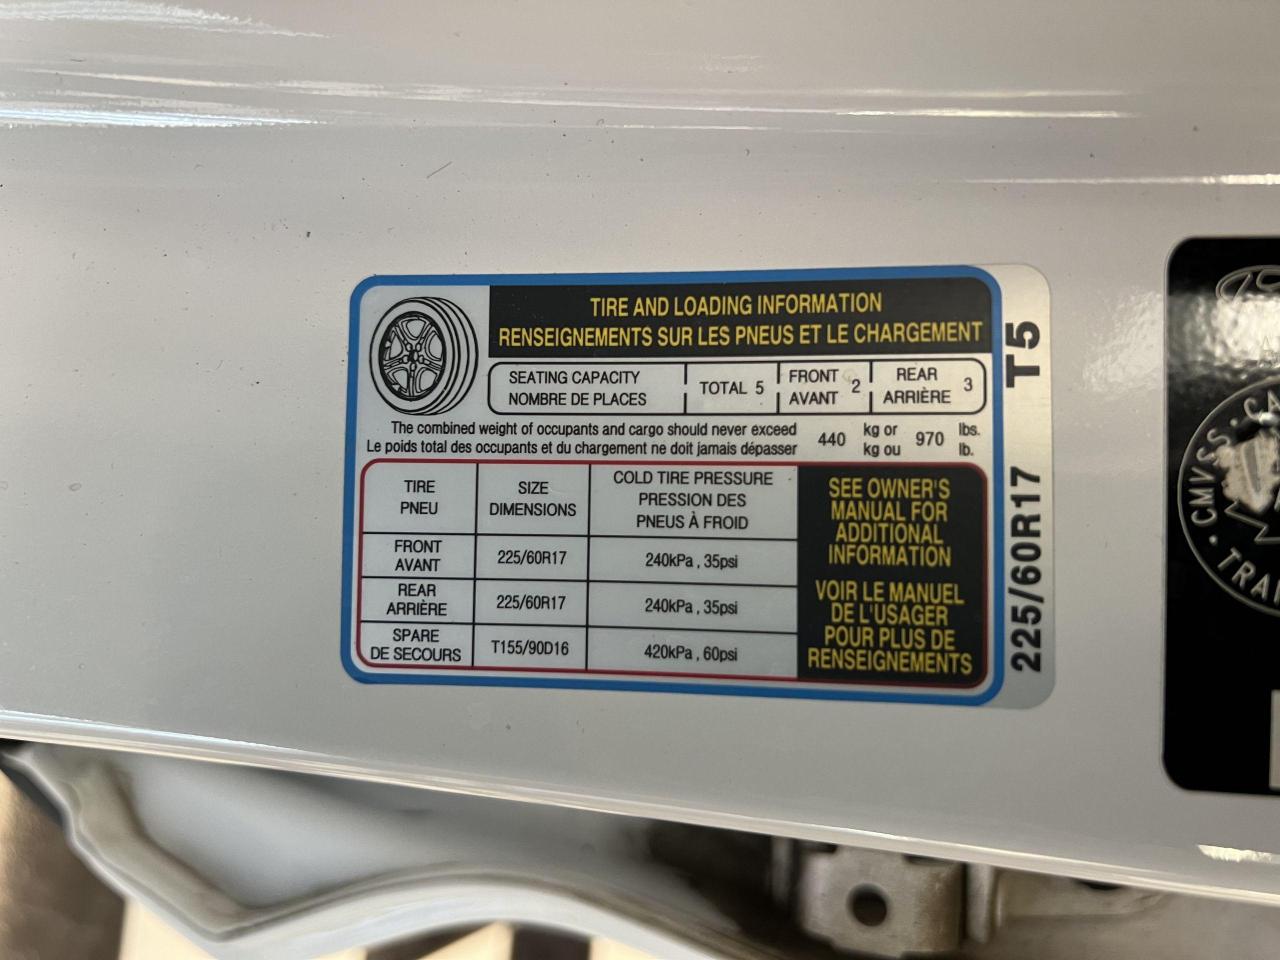 TIRE AND LOADING INFORMATION
RENSEIGNEMENTS SUR LES PNEUS ET LE CHARGEMENT
SEATING CAPACITY
NOMBRE DE PLACES
TOTAL 5
FRONT
AVANT 2
REAR
ARRIÈRE 3
The combined weight of occupants and cargo should never exceed 440 kg or 970 lbs.
Le poids total des occupants et du chargement ne doit jamais dépasser kg ou lb.
TIRE
PNEU
SIZE
DIMENSIONS
COLD TIRE PRESSURE
PRESSION DES
PNEUS À FROID
FRONT
AVANT
225/60R17
240kPa , 35psi
REAR
ARRIÈRE
225/60R17
240kPa , 35psi
SPARE
DE SECOURS
T155/90D16
420kPa , 60psi
SEE OWNER'S
MANUAL FOR
ADDITIONAL
INFORMATION
VOIR LE MANUEL
DE L'USAGER
POUR PLUS DE
RENSEIGNEMENTS
225/60R17 T5
CMVSS